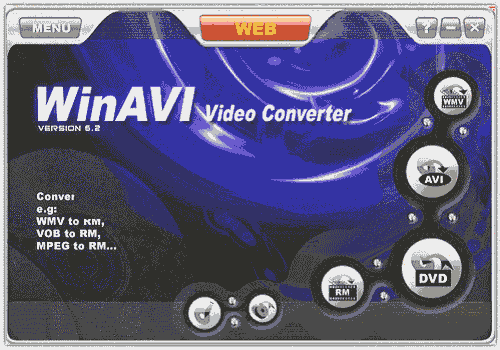 MENU
WEB
? – ×
WinAVI Video Converter
VERSION 6.2
WMV
AVI
Conver
e.g:
WMV to RM,
VOB to RM,
MPEG to RM...
DVD
RM